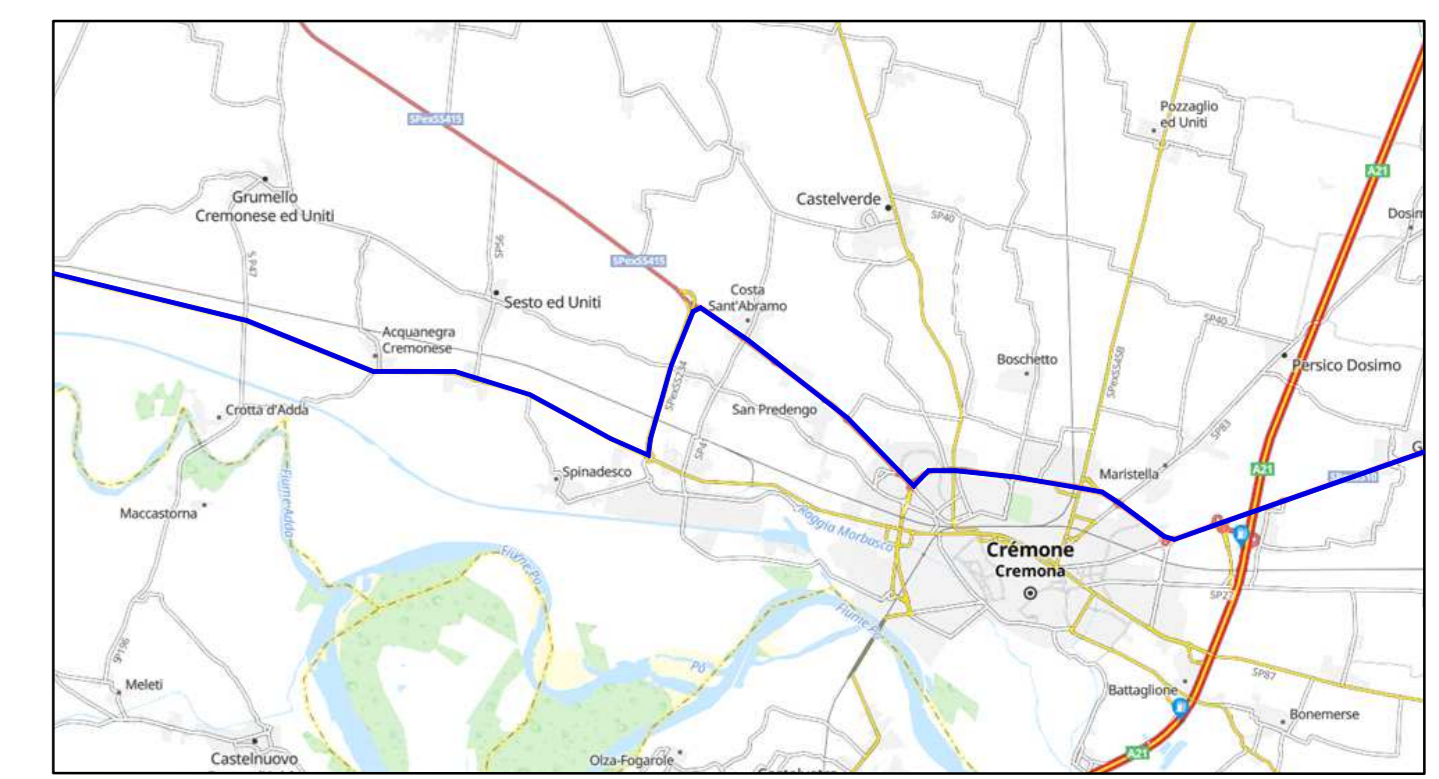 SPexSS415
Pozzaglio
ed Uniti
A21
Grumello
Cremonese ed Uniti
Castelverde
SP40
Dosim
SP47
SP56
SPexSS415
Sesto ed Uniti
Costa
Sant'Abramo
SP40
Acquanegra
Cremonese
Boschetto
SPexSS45B
Persico Dosimo
SPexSS234
Crotta d'Adda
San Predengo
SP41
SP83
G
Spinadesco
Maristella
A21
Fiume Adda
Maccastorna
Roggia Morbasco
Crémone
Cremona
Fiume Po
SP27
Fiume Po
SP196
Pò
Meleti
Battaglione
SP87
Bonemerse
Castelnuovo
Olza-Fogarole
A21